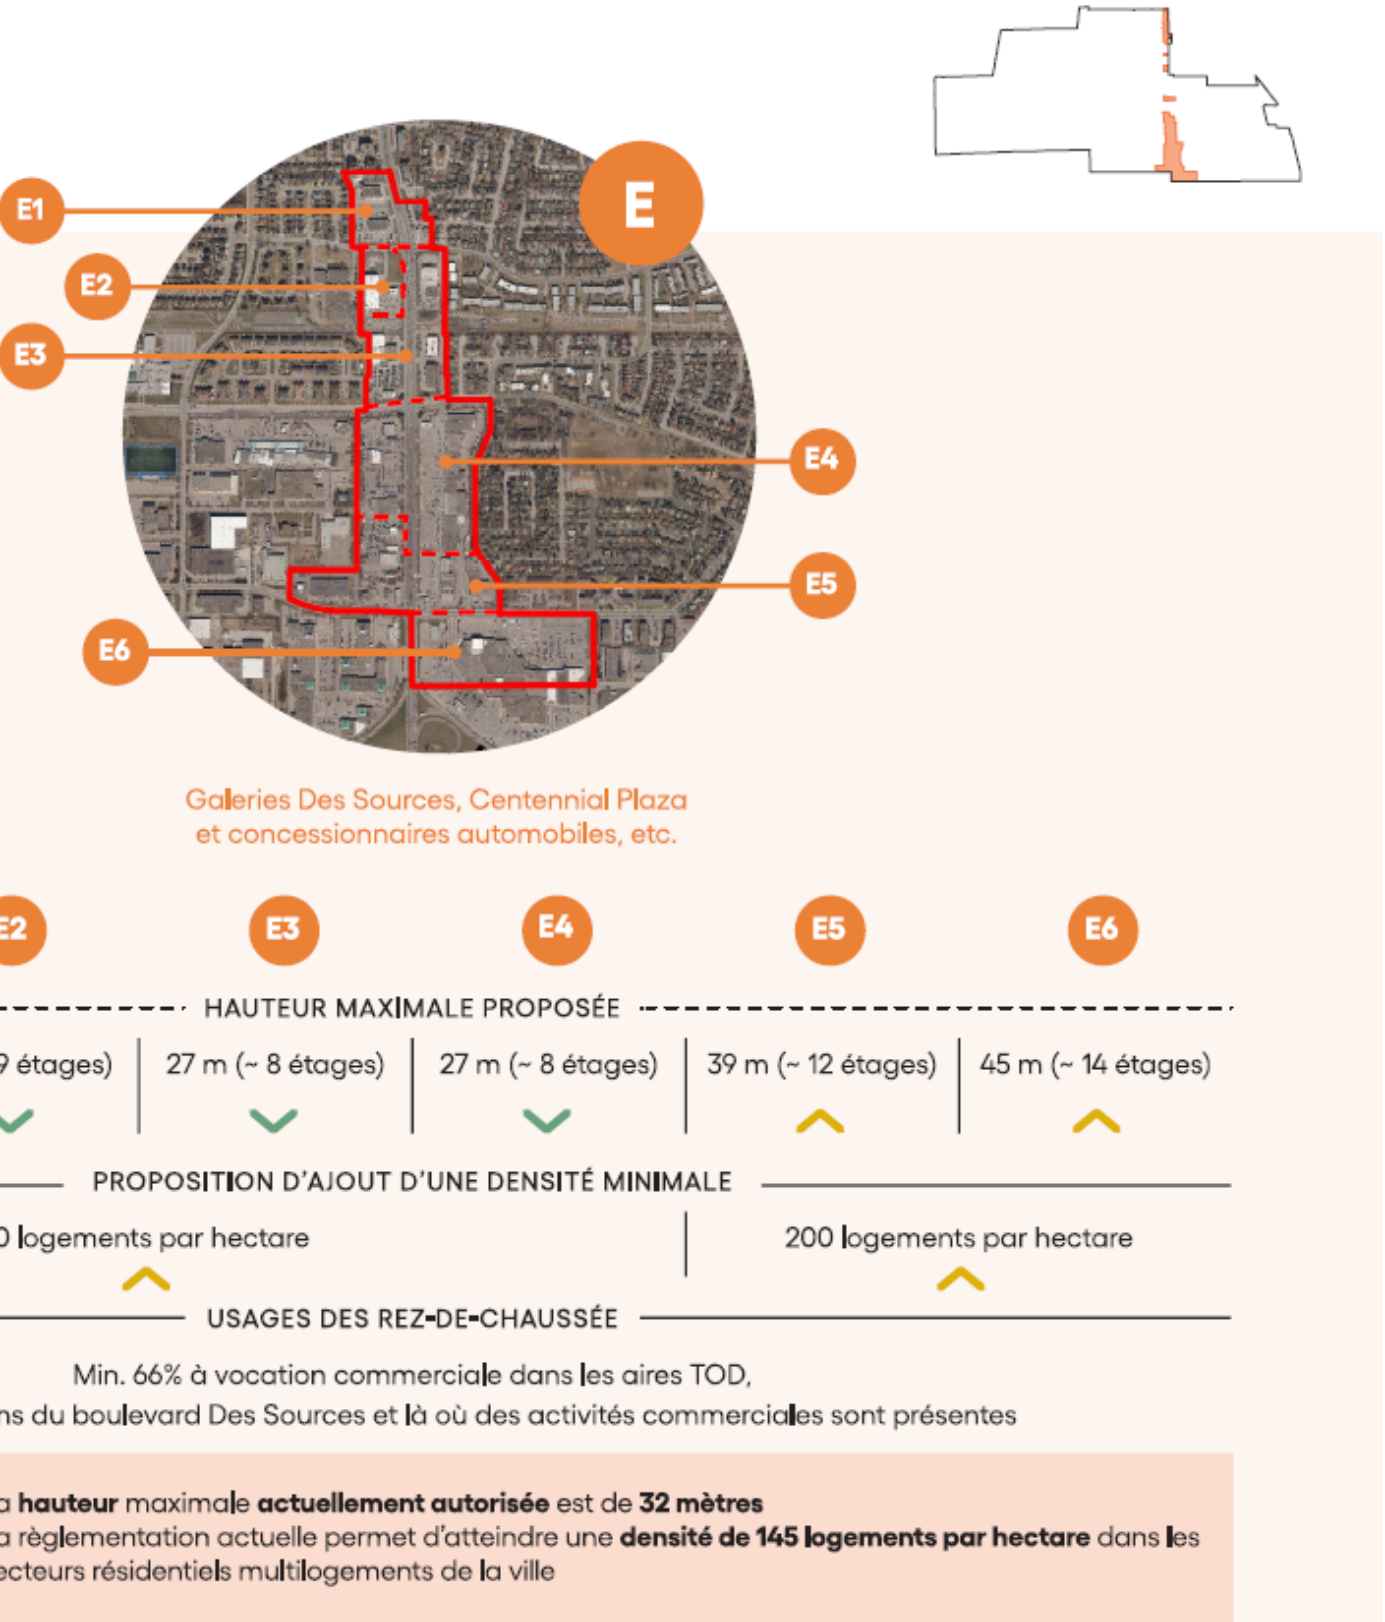 E
E1
E2
E3
E4
E5
E6
Galeries Des Sources, Centennial Plaza
et concessionnaires automobiles, etc.
E2 E3 E4 E5 E6
HAUTEUR MAXIMALE PROPOSÉE
9 étages) 27 m (~ 8 étages) 27 m (~ 8 étages) 39 m (~ 12 étages) 45 m (~ 14 étages)
PROPOSITION D'AJOUT D'UNE DENSITÉ MINIMALE
0 logements par hectare 200 logements par hectare
USAGES DES REZ-DE-CHAUSSÉE
Min. 66% à vocation commerciale dans les aires TOD,
ns du boulevard Des Sources et là où des activités commerciales sont présentes
a hauteur maximale actuellement autorisée est de 32 mètres
a règlementation actuelle permet d'atteindre une densité de 145 logements par hectare dans les
ecteurs résidentiels multilogements de la ville